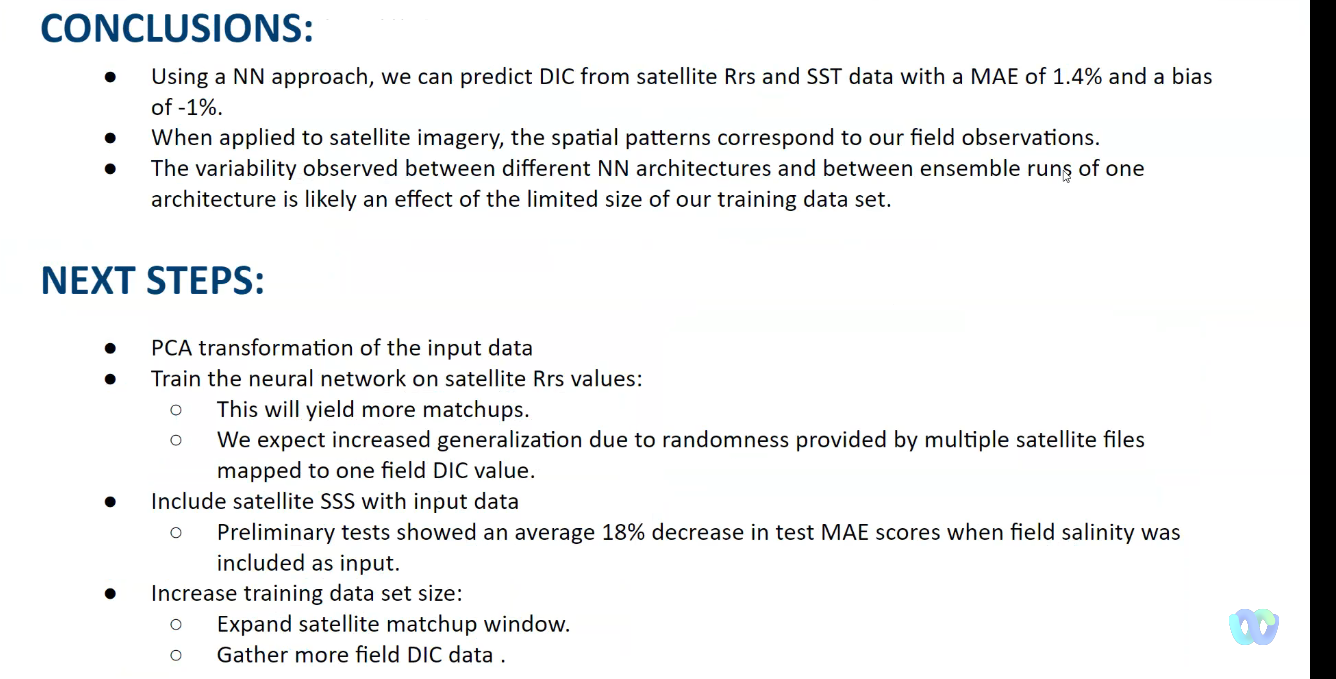 CONCLUSIONS:
● Using a NN approach, we can predict DIC from satellite Rrs and SST data with a MAE of 1.4% and a bias
of -1%.
● When applied to satellite imagery, the spatial patterns correspond to our field observations.
● The variability observed between different NN architectures and between ensemble runs of one
architecture is likely an effect of the limited size of our training data set.
NEXT STEPS:
● PCA transformation of the input data
● Train the neural network on satellite Rrs values:
○ This will yield more matchups.
○ We expect increased generalization due to randomness provided by multiple satellite files
mapped to one field DIC value.
● Include satellite SSS with input data
○ Preliminary tests showed an average 18% decrease in test MAE scores when field salinity was
included as input.
● Increase training data set size:
○ Expand satellite matchup window.
○ Gather more field DIC data .